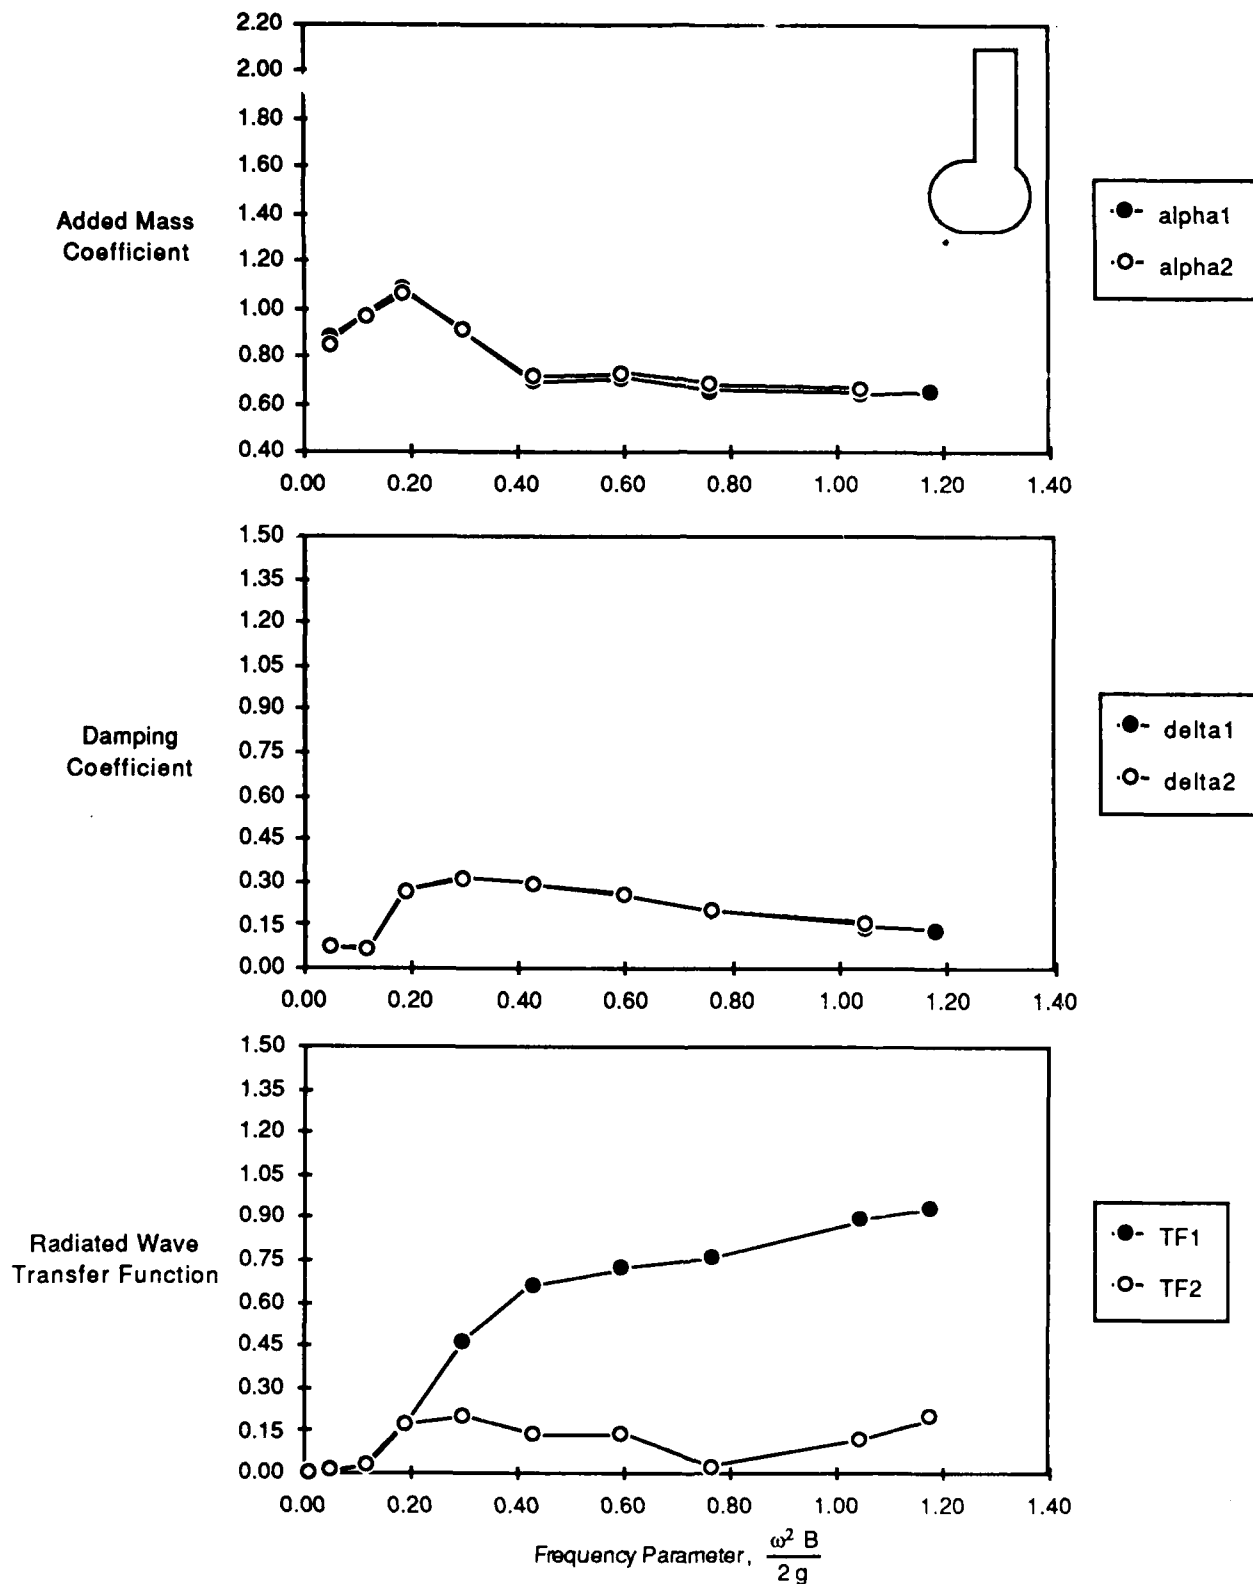 2.20
2.00
1.80
1.60
1.40
1.20
1.00
0.80
0.60
0.40
Added Mass
Coefficient
0.00 0.20 0.40 0.60 0.80 1.00 1.20 1.40
alpha1
alpha2
1.50
1.35
1.20
1.05
0.90
0.75
0.60
0.45
0.30
0.15
0.00
Damping
Coefficient
0.00 0.20 0.40 0.60 0.80 1.00 1.20 1.40
delta1
delta2
1.50
1.35
1.20
1.05
0.90
0.75
0.60
0.45
0.30
0.15
0.00
Radiated Wave
Transfer Function
0.00 0.20 0.40 0.60 0.80 1.00 1.20 1.40
TF1
TF2
Frequency Parameter, ω² B
2 g